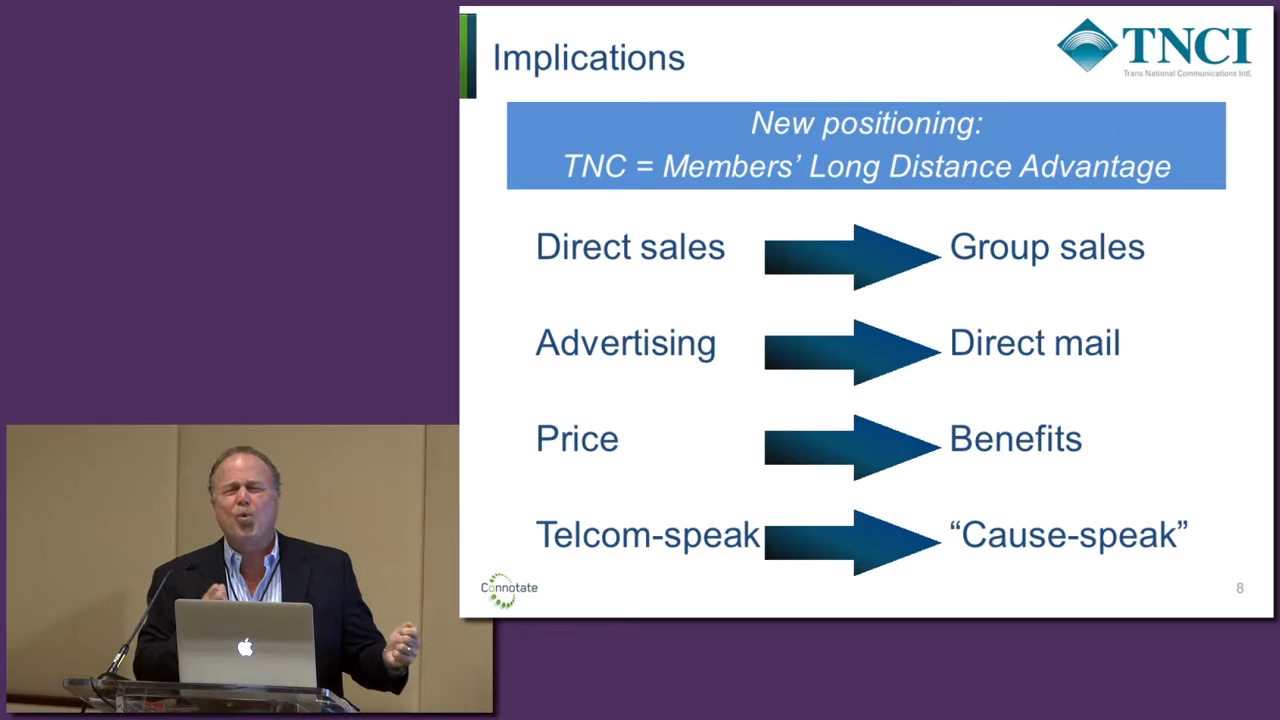 Implications
TNCI
Trans National Communications Intl.
New positioning:
TNC = Members’ Long Distance Advantage
Direct sales
Group sales
Advertising
Direct mail
Price
Benefits
Telcom-speak
“Cause-speak”
Connotate
8